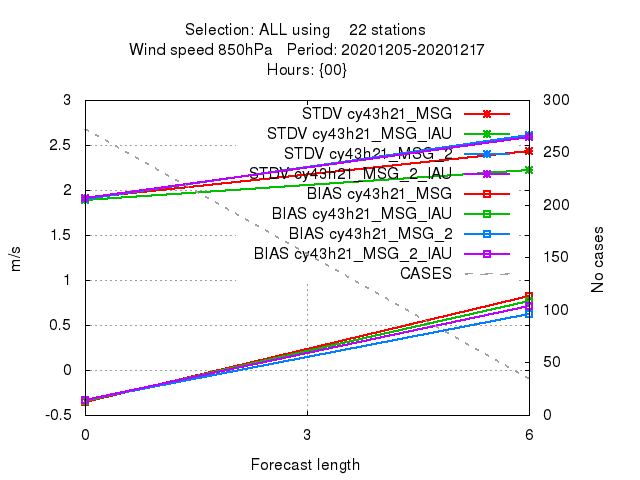 Selection: ALL using 22 stations
Wind speed 850hPa Period: 20201205-20201217
Hours: {00}
3
2.5
2
1.5
1
0.5
0
-0.5
m/s
300
250
200
150
100
50
0
No cases
STDV cy43h21_MSG
STDV cy43h21_MSG_IAU
STDV cy43h21_MSG_2
STDV cy43h21_MSG_2_IAU
BIAS cy43h21_MSG
BIAS cy43h21_MSG_IAU
BIAS cy43h21_MSG_2
BIAS cy43h21_MSG_2_IAU
CASES
0 3 6
Forecast length